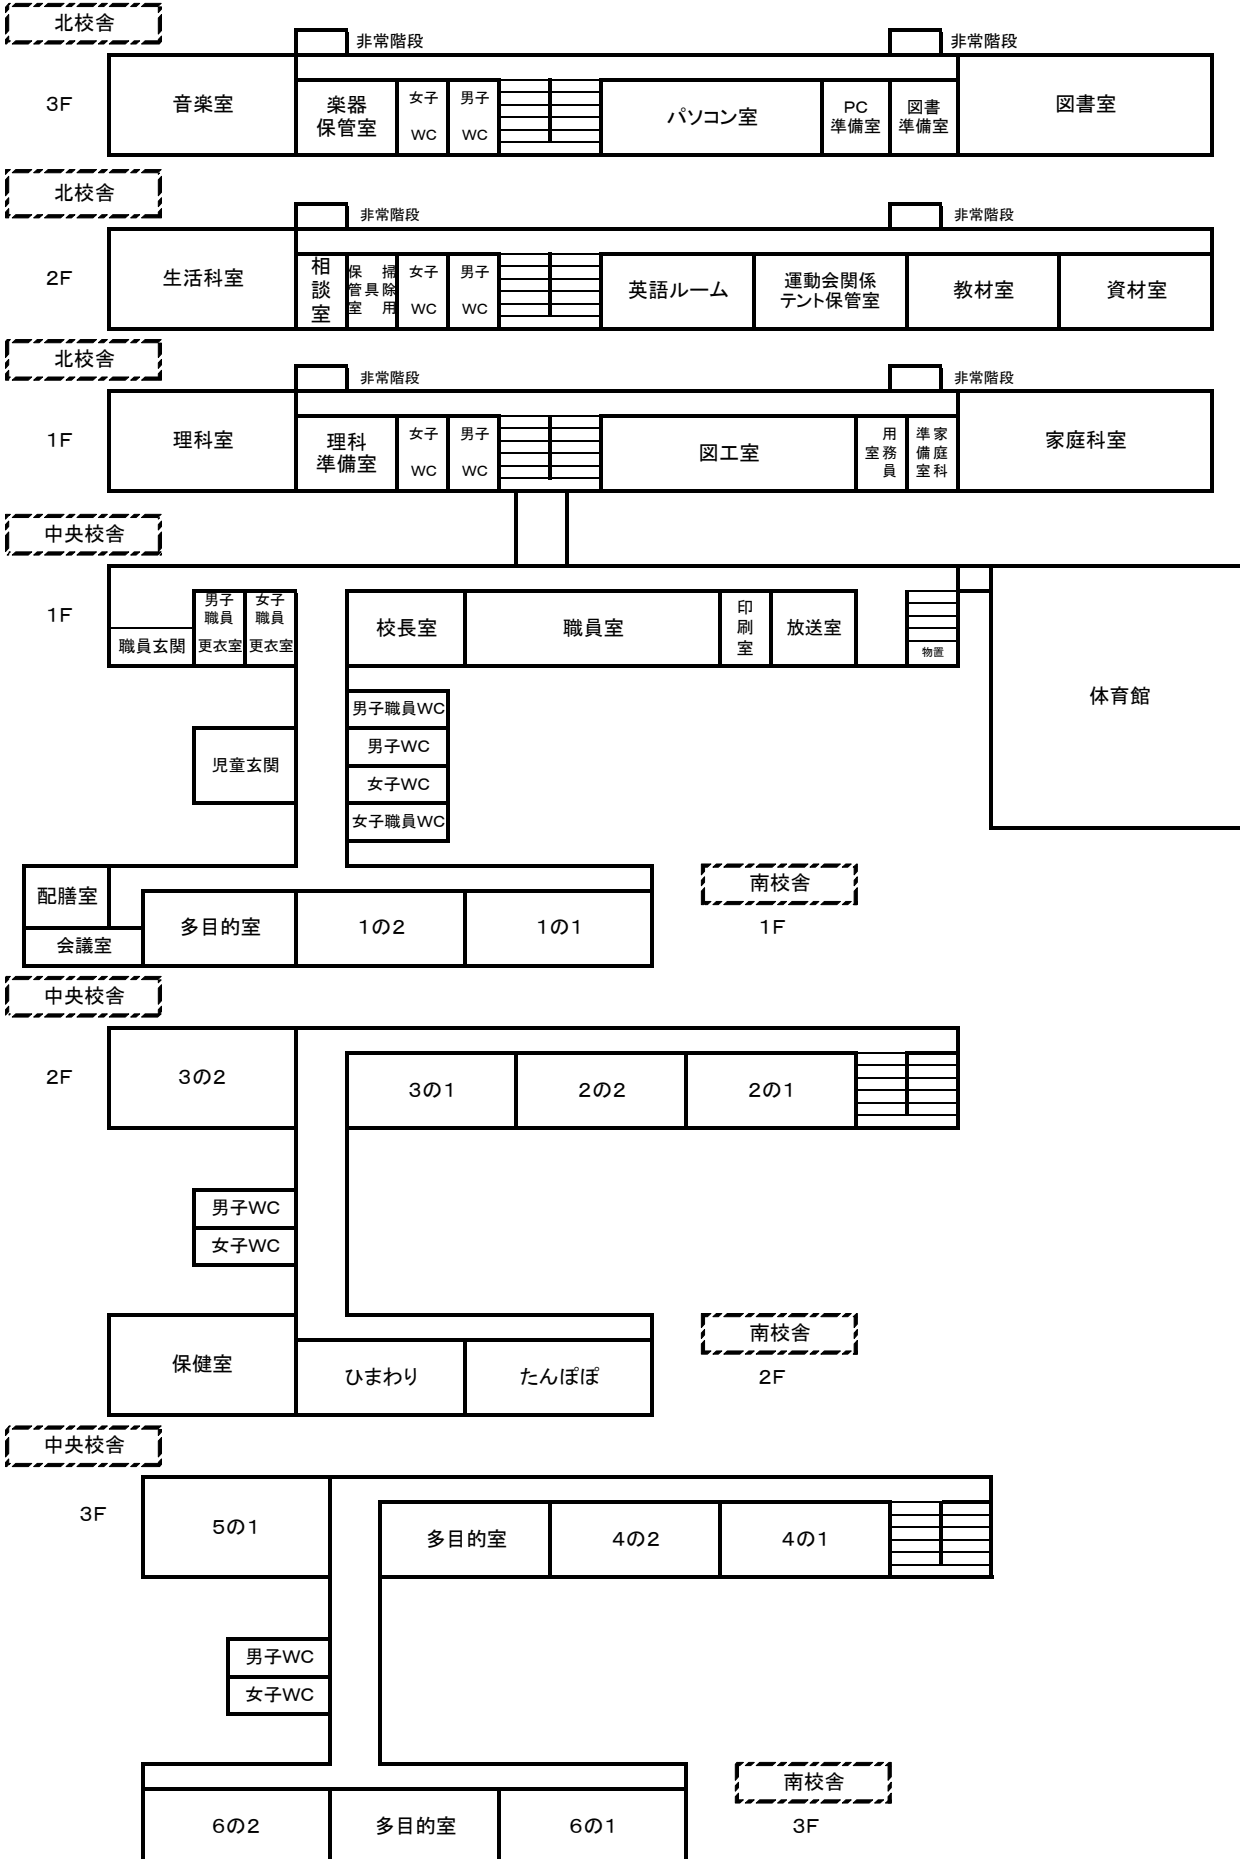 北校舎
非常階段
非常階段
3F
音楽室
楽器
保管室
女子
WC
男子
WC
パソコン室
PC
準備室
図書
準備室
図書室
北校舎
非常階段
非常階段
2F
生活科室
相談室
掃除用具保管室
女子
WC
男子
WC
英語ルーム
運動会関係
テント保管室
教材室
資材室
北校舎
非常階段
非常階段
1F
理科室
理科
準備室
女子
WC
男子
WC
図工室
用務員室
家庭科準備室
家庭科室
中央校舎
1F
職員玄関
男子
職員
更衣室
女子
職員
更衣室
校長室
職員室
印刷室
放送室
物置
体育館
男子職員WC
男子WC
女子WC
女子職員WC
児童玄関
配膳室
会議室
多目的室
1の2
1の1
南校舎
1F
中央校舎
2F
3の2
3の1
2の2
2の1
男子WC
女子WC
保健室
ひまわり
たんぽぽ
南校舎
2F
中央校舎
3F
5の1
多目的室
4の2
4の1
男子WC
女子WC
6の2
多目的室
6の1
南校舎
3F